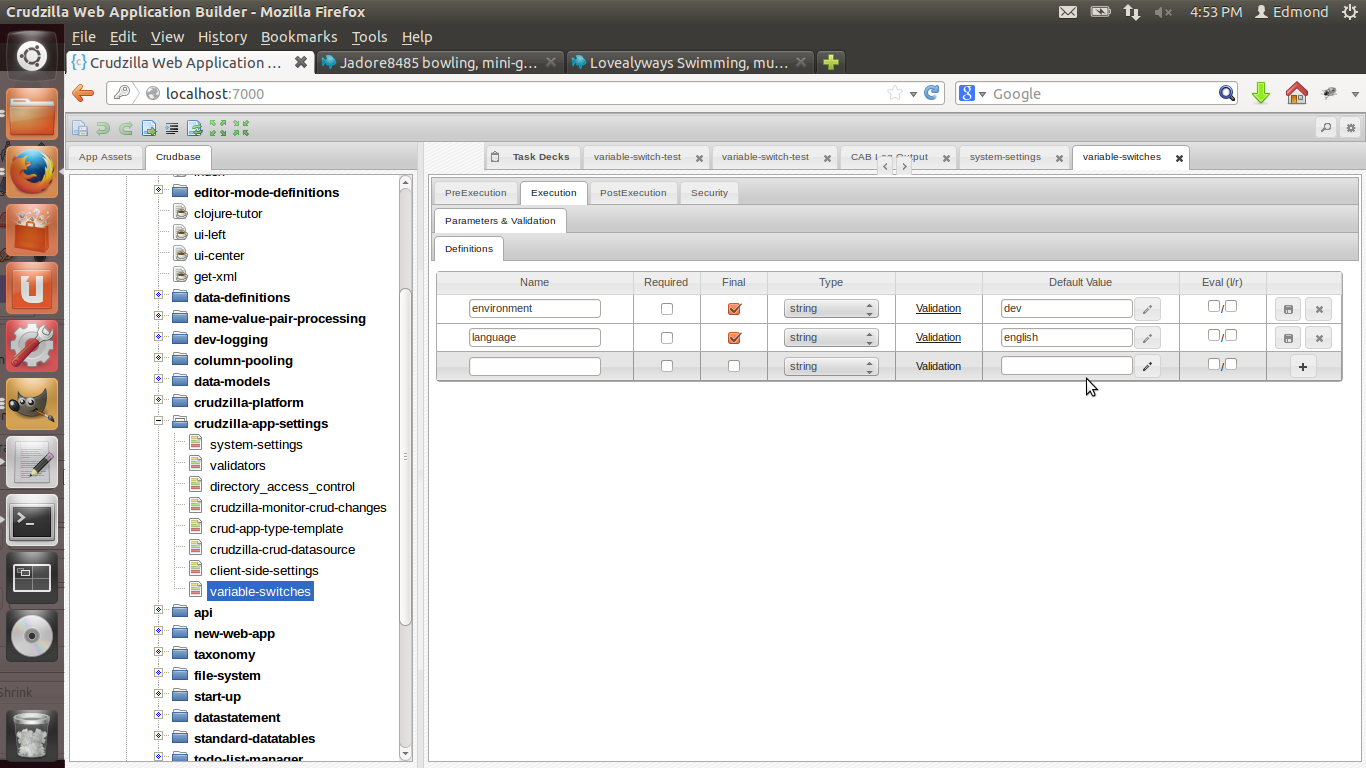 Crudzilla Web Application Builder - Mozilla Firefox
4:53 PM Edmond
File Edit View History Bookmarks Tools Help
{c} Crudzilla Web Application ... Jadore8485 bowling, mini-g... Lovealyways Swimming, mu...
localhost:7000
8 Google
App Assets Crudbase
Task Decks variable-switch-test variable-switch-test CAB Log Output system-settings variable-switches
index
editor-mode-definitions
clojure-tutor
ui-left
ui-center
get-xml
data-definitions
name-value-pair-processing
dev-logging
column-pooling
data-models
crudzilla-platform
crudzilla-app-settings
system-settings
validators
directory_access_control
crudzilla-monitor-crud-changes
crud-app-type-template
crudzilla-crud-datasource
client-side-settings
variable-switches
api
new-web-app
taxonomy
file-system
start-up
datastatement
standard-datatables
todo-list-manager
PreExecution Execution PostExecution Security
Parameters & Validation
Definitions
Name Required Final Type Default Value Eval (l/r)
environment string Validation dev /
language string Validation english /
string Validation /
Shrink